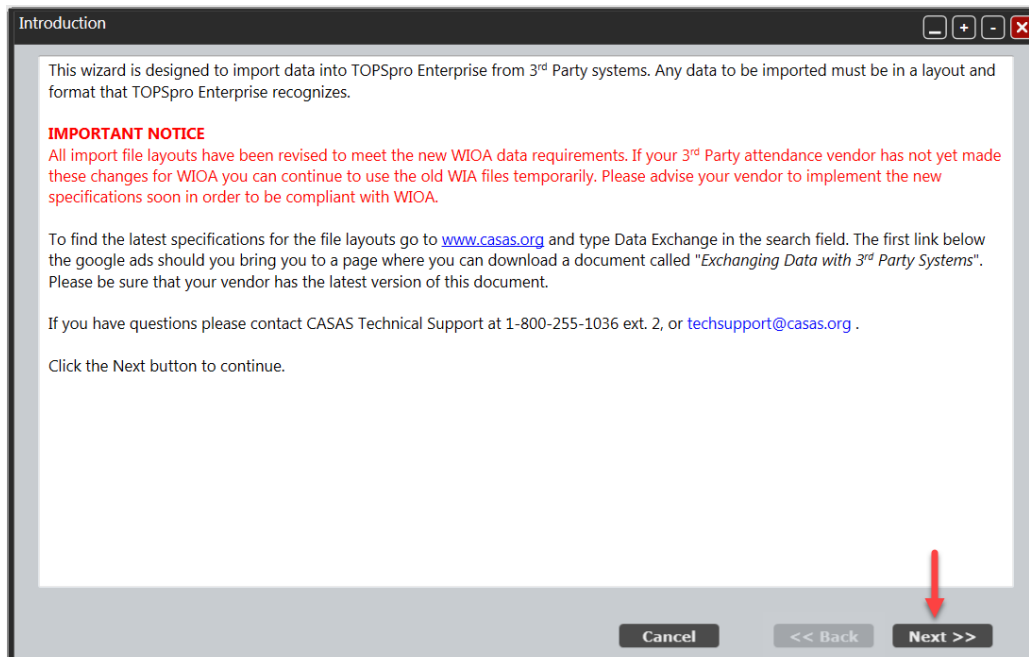 Introduction
This wizard is designed to import data into TOPSpro Enterprise from 3rd Party systems. Any data to be imported must be in a layout and
format that TOPSpro Enterprise recognizes.
IMPORTANT NOTICE
All import file layouts have been revised to meet the new WIOA data requirements. If your 3rd Party attendance vendor has not yet made
these changes for WIOA you can continue to use the old WIA files temporarily. Please advise your vendor to implement the new
specifications soon in order to be compliant with WIOA.
To find the latest specifications for the file layouts go to www.casas.org and type Data Exchange in the search field. The first link below
the google ads should you bring you to a page where you can download a document called "Exchanging Data with 3rd Party Systems".
Please be sure that your vendor has the latest version of this document.
If you have questions please contact CASAS Technical Support at 1-800-255-1036 ext. 2, or techsupport@casas.org .
Click the Next button to continue.
Cancel << Back Next >>